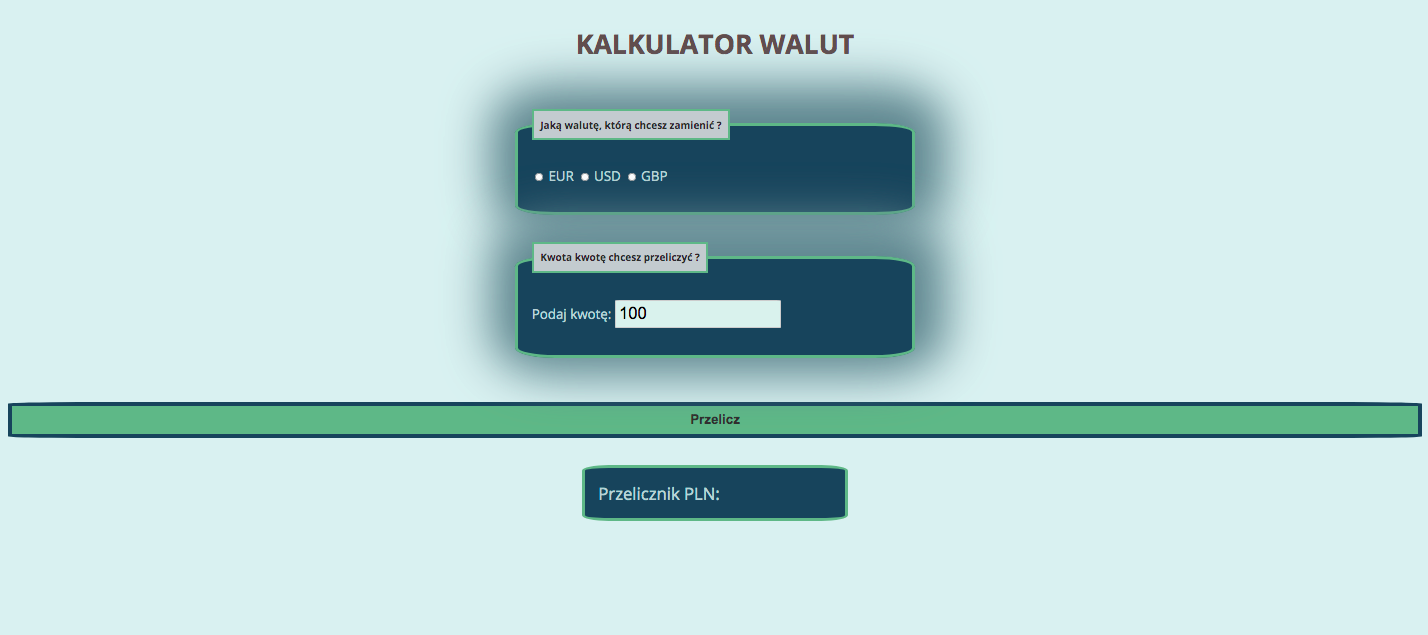 KALKULATOR WALUT
Jaką walutę, którą chcesz zamienić ?
EUR USD GBP
Kwota kwotę chcesz przeliczyć ?
Podaj kwotę: 100
Przelicz
Przelicznik PLN: